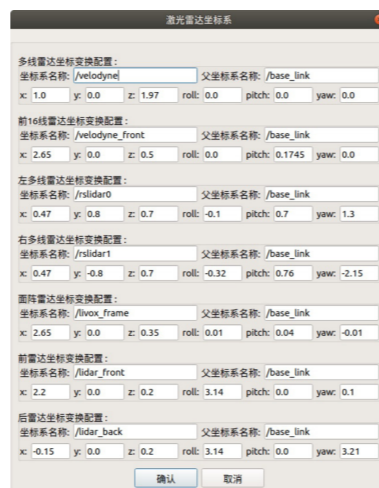 激光雷达坐标系
多线雷达坐标变换配置:
坐标系名称: /velodyne 父坐标系名称: /base_link
x: 1.0 y: 0.0 z: 1.97 roll: 0.0 pitch: 0.0 yaw: 0.0
前16线雷达坐标变换配置:
坐标系名称: /velodyne_front 父坐标系名称: /base_link
x: 2.65 y: 0.0 z: 0.5 roll: 0.0 pitch: 0.1745 yaw: 0.0
左多线雷达坐标变换配置:
坐标系名称: /rslidar0 父坐标系名称: /base_link
x: 0.47 y: 0.8 z: 0.7 roll: -0.1 pitch: 0.7 yaw: 1.3
右多线雷达坐标变换配置:
坐标系名称: /rslidar1 父坐标系名称: /base_link
x: 0.47 y: -0.8 z: 0.7 roll: -0.32 pitch: 0.76 yaw: -2.15
面阵雷达坐标变换配置:
坐标系名称: /livox_frame 父坐标系名称: /base_link
x: 2.65 y: 0.0 z: 0.35 roll: 0.01 pitch: 0.04 yaw: -0.01
前雷达坐标变换配置:
坐标系名称: /lidar_front 父坐标系名称: /base_link
x: 2.2 y: 0.0 z: 0.2 roll: 3.14 pitch: 0.0 yaw: 0.1
后雷达坐标变换配置:
坐标系名称: /lidar_back 父坐标系名称: /base_link
x: -0.15 y: 0.0 z: 0.2 roll: 3.14 pitch: 0.0 yaw: 3.21
确认 取消